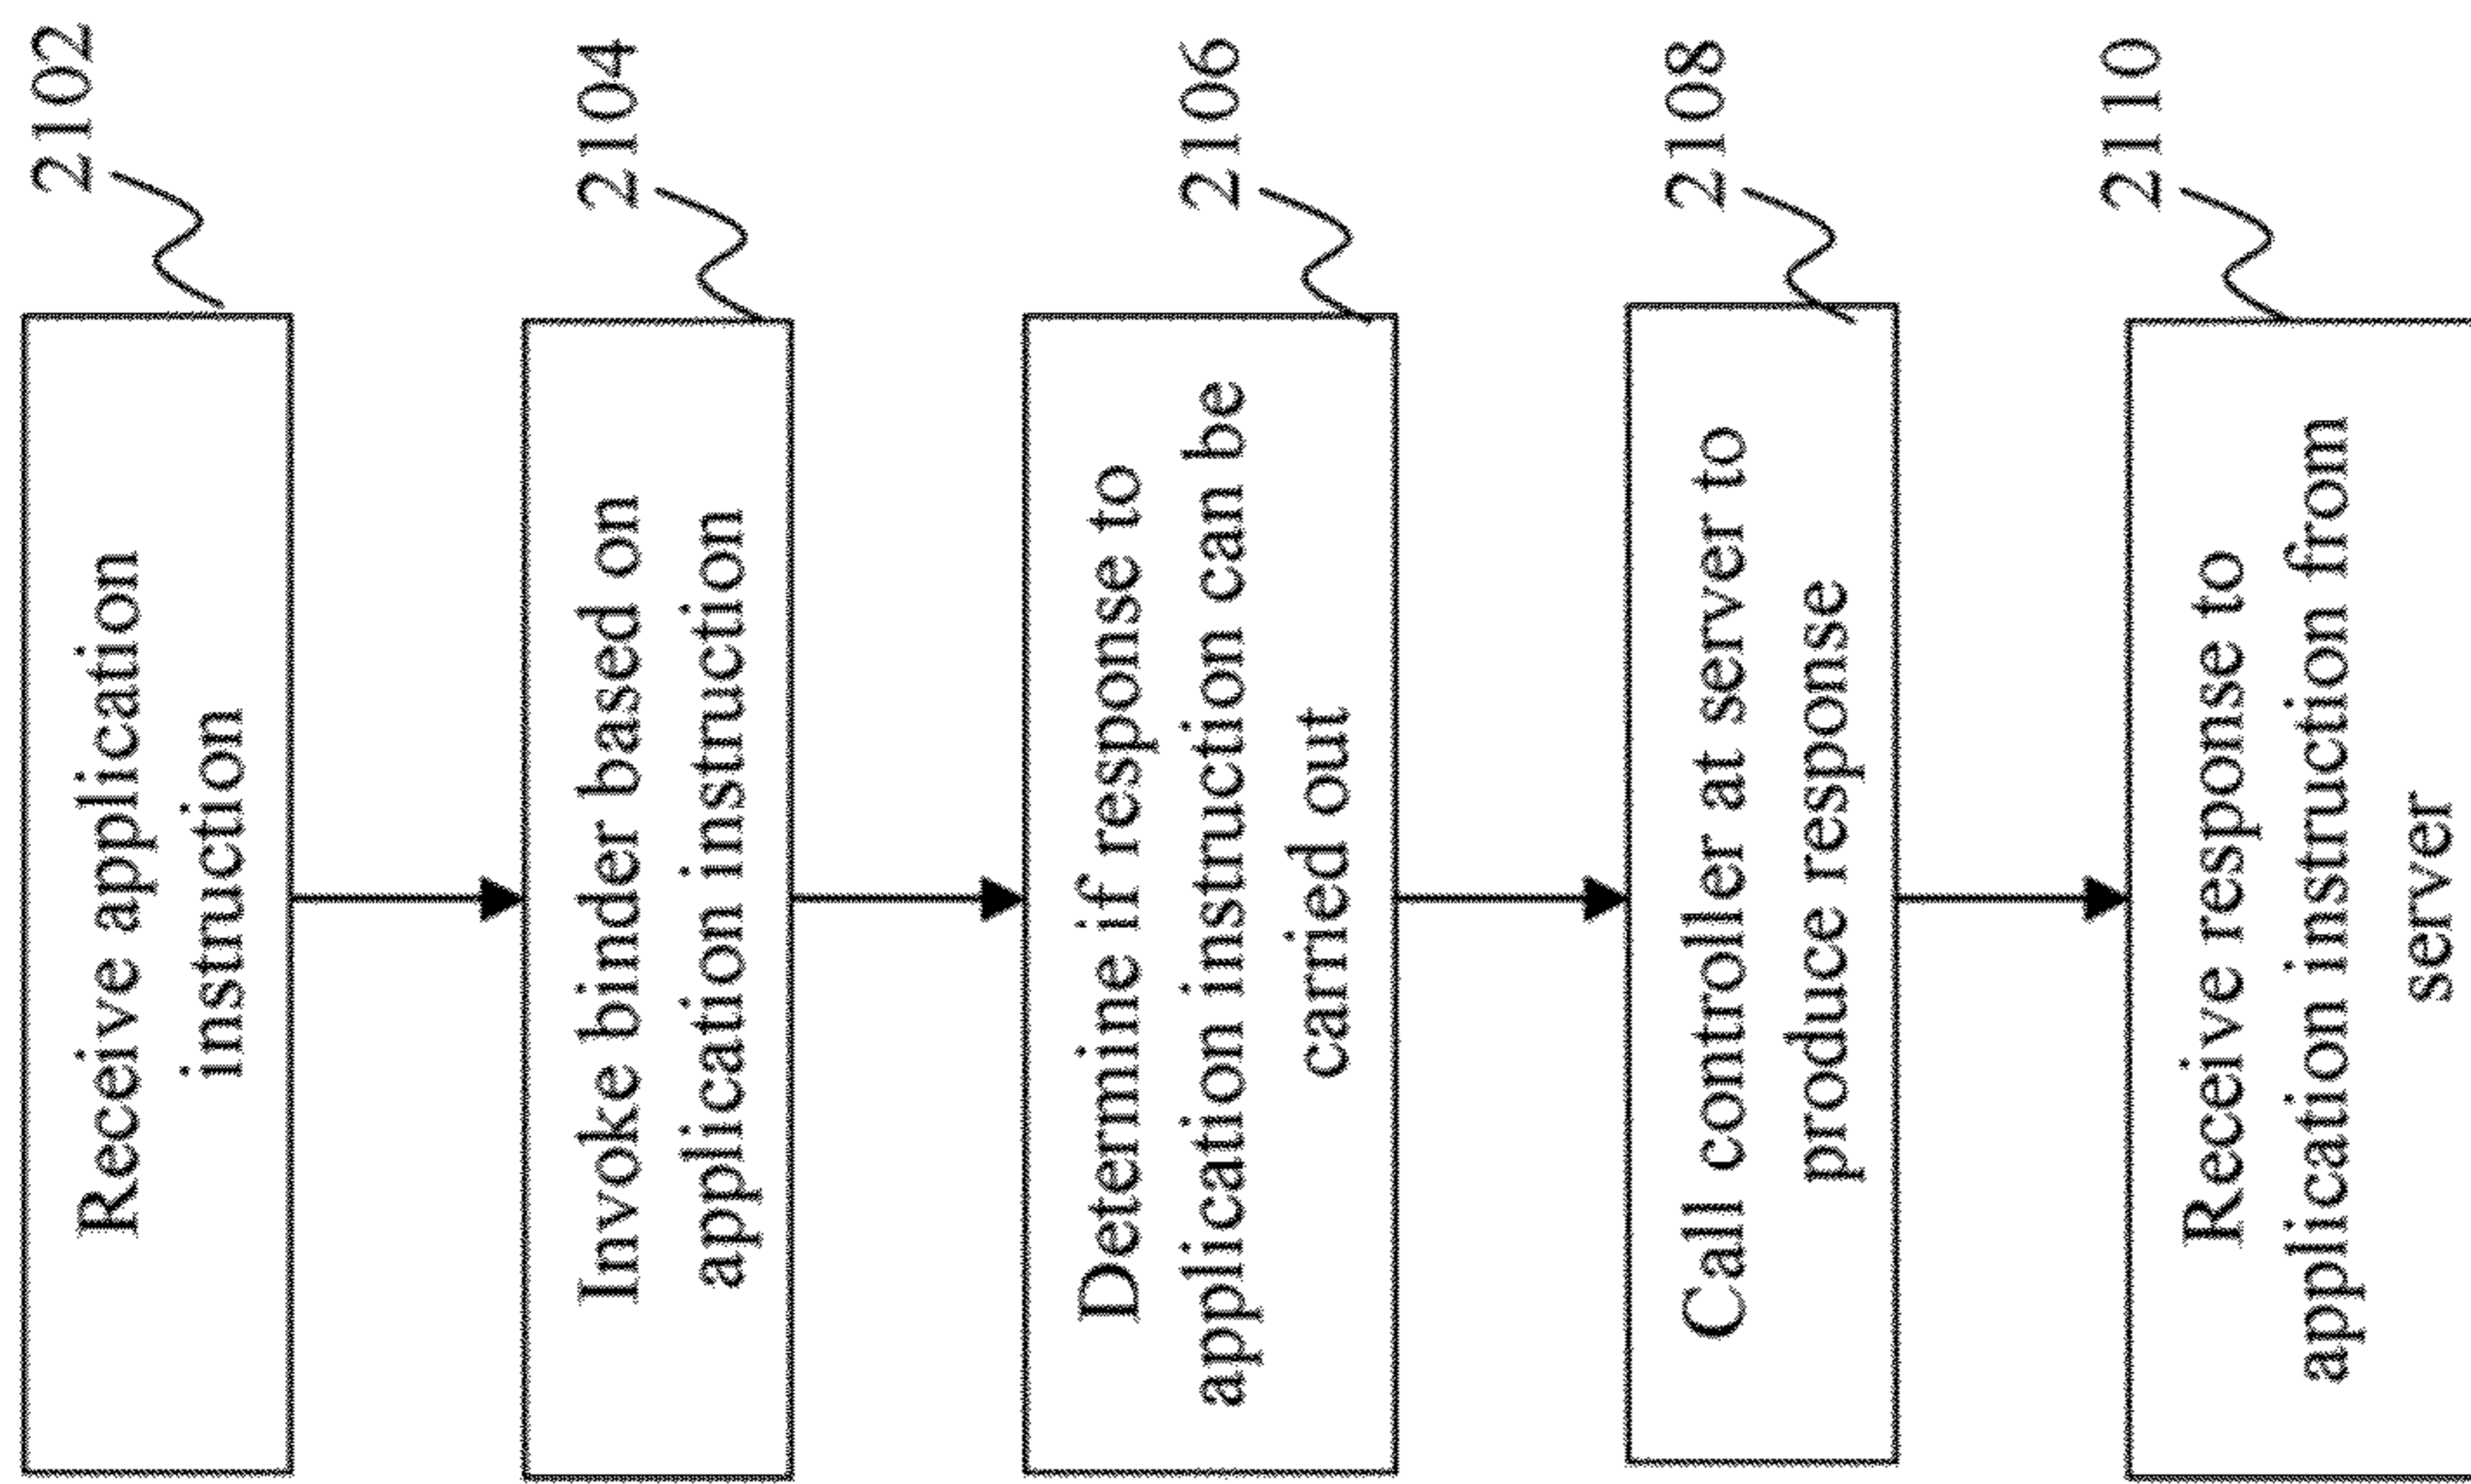 Receive application
instruction
2102
Invoke binder based on
application instruction
2104
Determine if response to
application instruction can be
carried out
2106
Call controller at server to
produce response
2108
Receive response to
application instruction from
server
2110